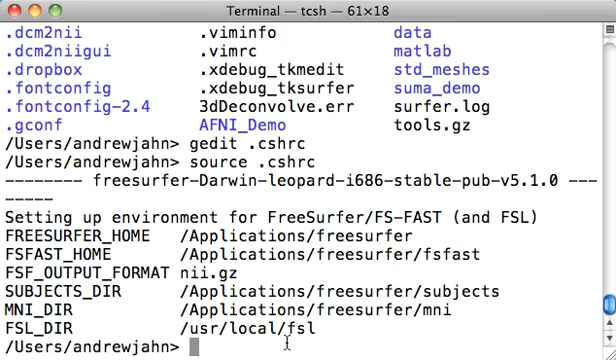 Terminal — tcsh — 61×18
.dcm2nii .viminfo data
.dcm2niigui .vimrc matlab
.dropbox .xdebug_tkmedit std_meshes
.fontconfig .xdebug_tksurfer suma_demo
.fontconfig-2.4 3dDeconvolve.err surfer.log
.gconf AFNI_Demo tools.gz
/Users/andrewjahn> gedit .cshrc
/Users/andrewjahn> source .cshrc
-------- freesurfer-Darwin-leopard-i686-stable-pub-v5.1.0 ---
-----
Setting up environment for FreeSurfer/FS-FAST (and FSL)
FREESURFER_HOME /Applications/freesurfer
FSFAST_HOME /Applications/freesurfer/fsfast
FSF_OUTPUT_FORMAT nii.gz
SUBJECTS_DIR /Applications/freesurfer/subjects
MNI_DIR /Applications/freesurfer/mni
FSL_DIR /usr/local/fsl
/Users/andrewjahn>